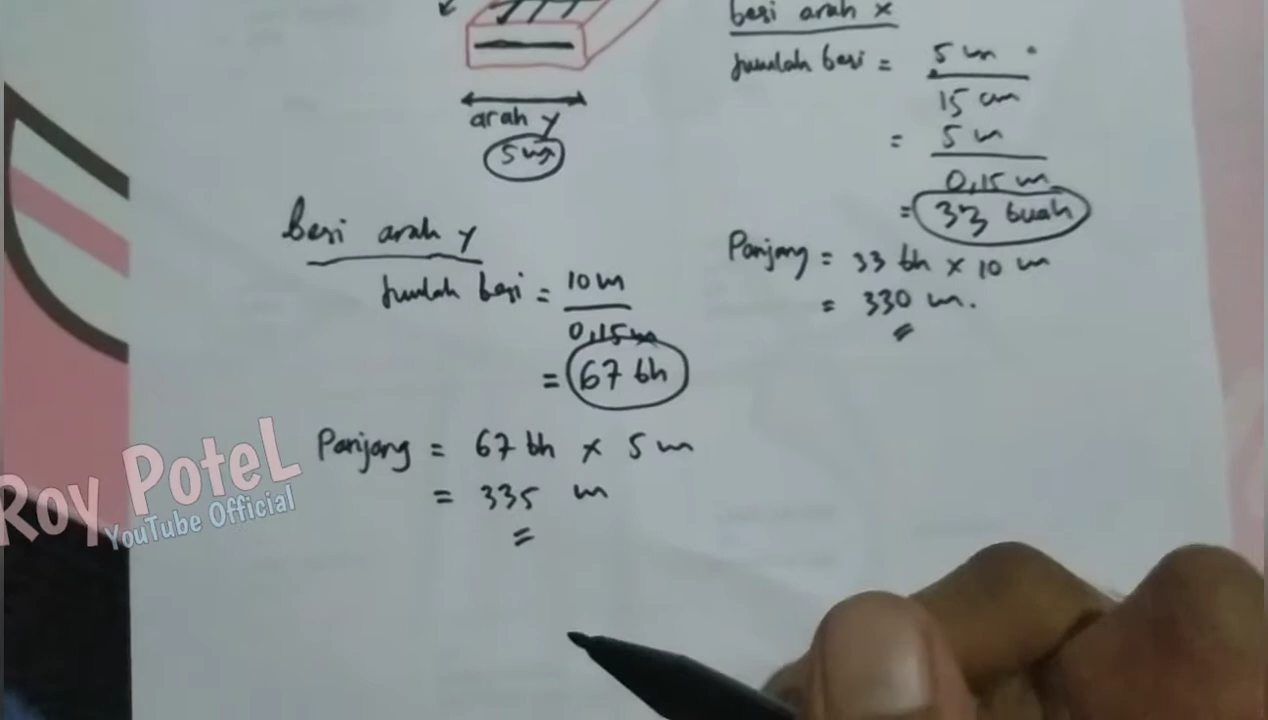 arah y
5 m
besi arah x
Jumlah besi = 5 m
15 cm
= 5 m
0,15 m
= 33 buah
Panjang = 33 bh x 10 m
= 330 m.
Besi arah y
Jumlah besi = 10 m
0,15 m
= 67 bh
Panjang = 67 bh x 5 m
= 335 m
Roy PoteL
YouTube Official